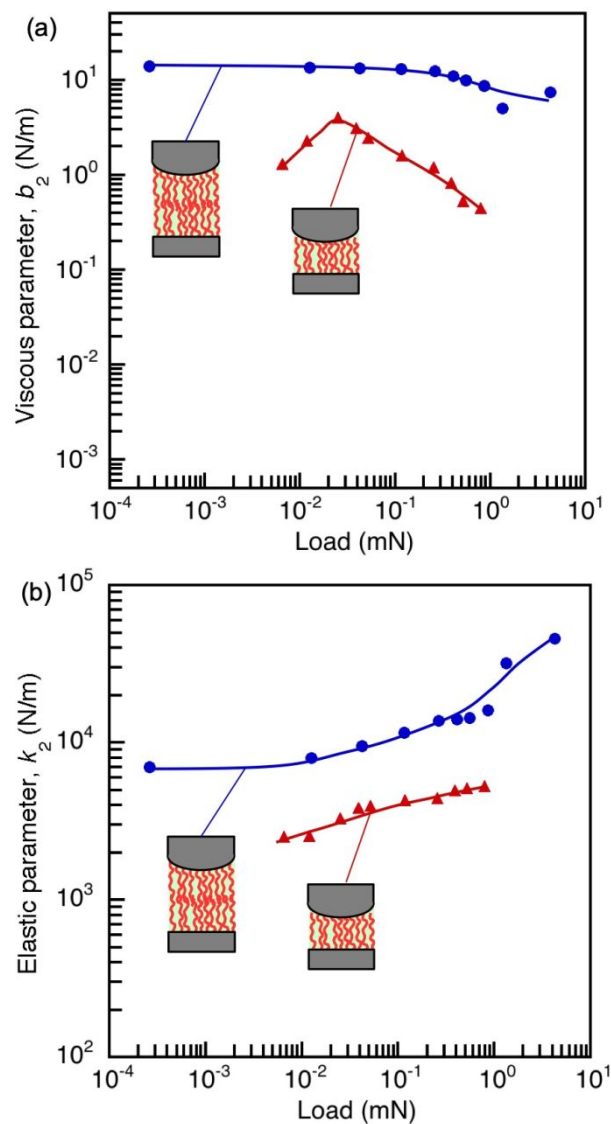 (a)
Viscous parameter, b₂ (N/m)
10¹
10⁰
10⁻¹
10⁻²
10⁻³
10⁻⁴ 10⁻³ 10⁻² 10⁻¹ 10⁰ 10¹
Load (mN)
(b)
Elastic parameter, k₂ (N/m)
10⁵
10⁴
10³
10²
10⁻⁴ 10⁻³ 10⁻² 10⁻¹ 10⁰ 10¹
Load (mN)